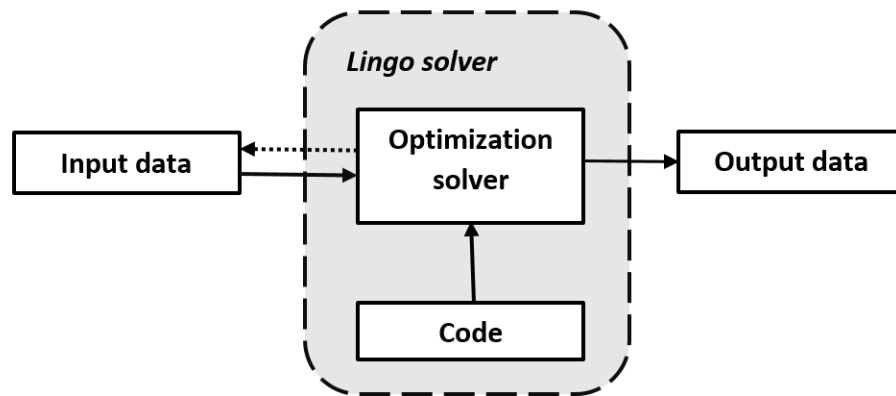 Lingo solver
Input data
Optimization
solver
Output data
Code